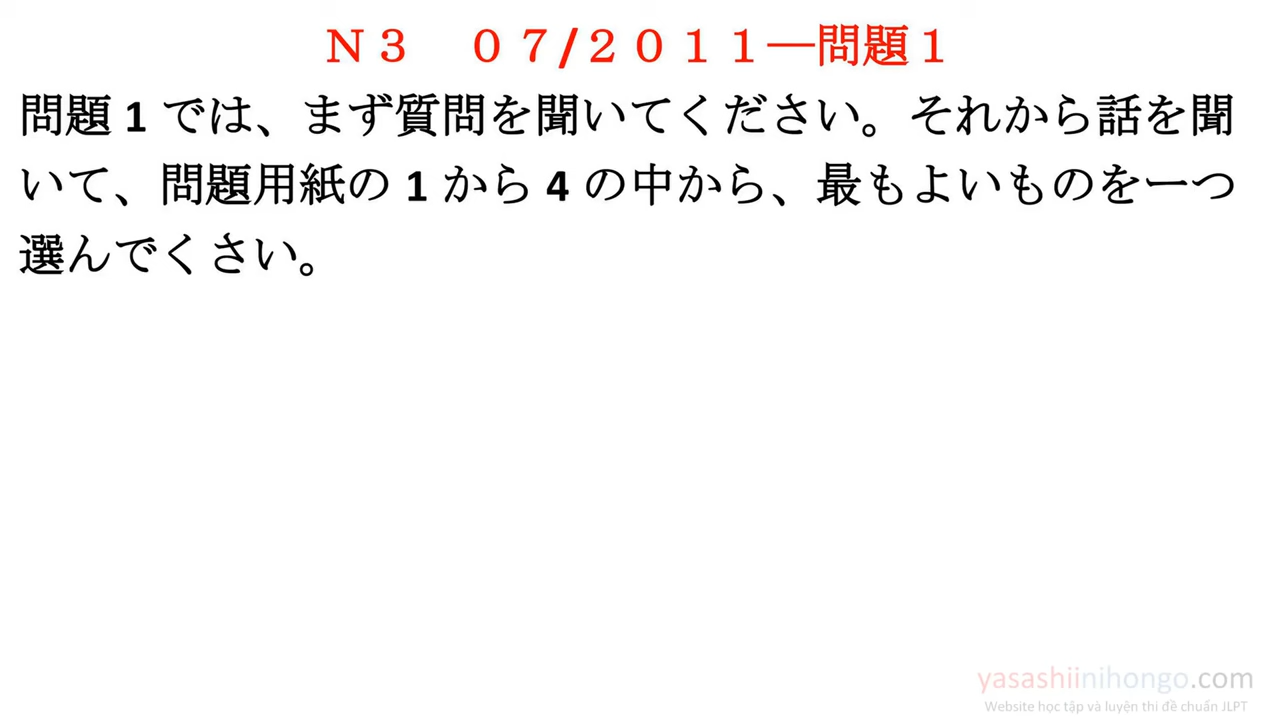 Ｎ３　０７/２０１１―問題１
問題 1 では、まず質問を聞いてください。それから話を聞
いて、問題用紙の 1 から 4 の中から、最もよいものを一つ
選んでくさい。
yasashiinihongo.com
Website học tập và luyện thi đề chuẩn JLPT